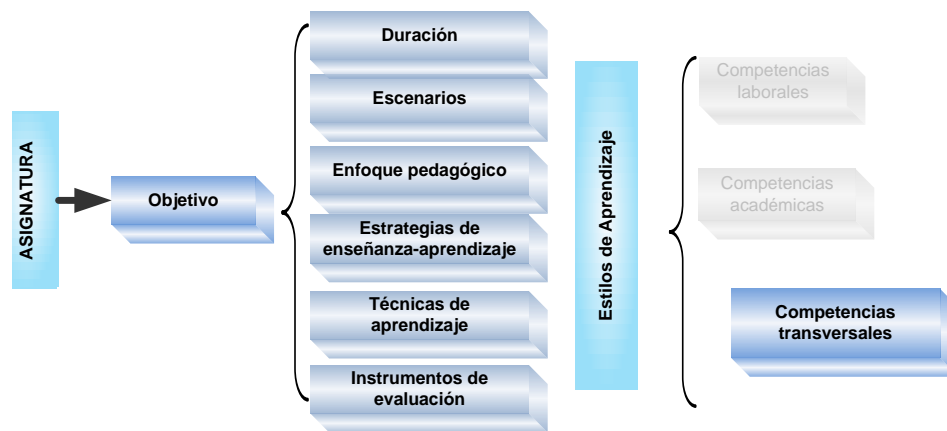 ASIGNATURA
Objetivo
Duración
Escenarios
Enfoque pedagógico
Estrategias de
enseñanza-aprendizaje
Técnicas de
aprendizaje
Instrumentos de
evaluación
Estilos de Aprendizaje
Competencias
laborales
Competencias
académicas
Competencias
transversales